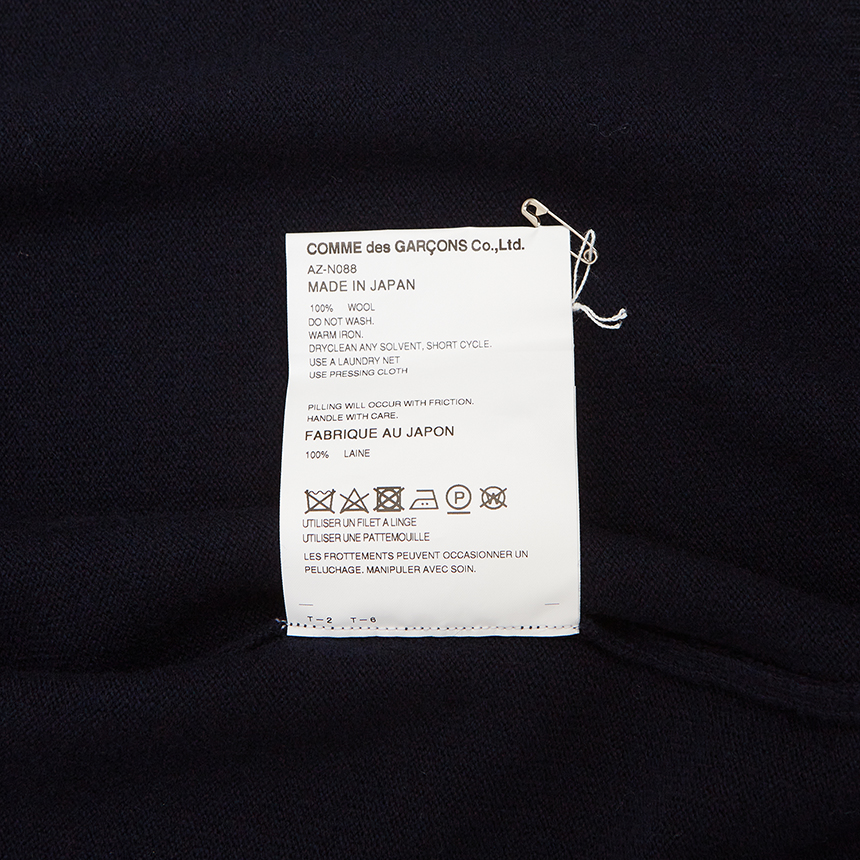 COMME des GARÇONS Co.,Ltd.
AZ-N088
MADE IN JAPAN
100% WOOL
DO NOT WASH.
WARM IRON.
DRYCLEAN ANY SOLVENT, SHORT CYCLE.
USE A LAUNDRY NET
USE PRESSING CLOTH
PILLING WILL OCCUR WITH FRICTION.
HANDLE WITH CARE.
FABRIQUE AU JAPON
100% LAINE
P W
UTILISER UN FILET A LINGE
UTILISER UNE PATTEMOUILLE
LES FROTTEMENTS PEUVENT OCCASIONNER UN
PELUCHAGE. MANIPULER AVEC SOIN.
T-2 T-6